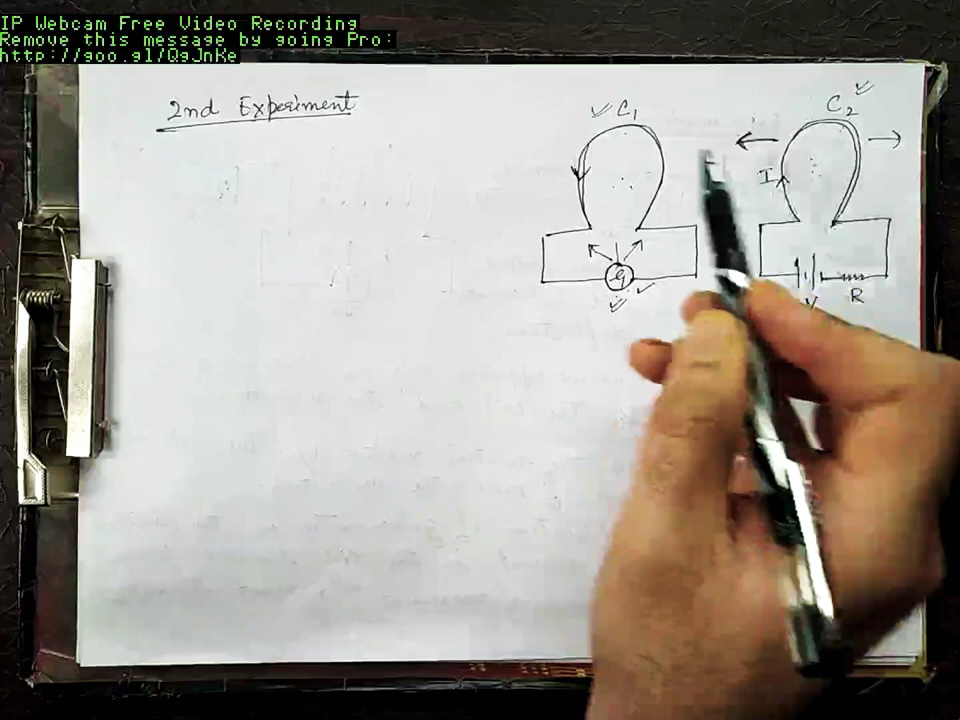 IP Webcam Free Video Recording
Remove this message by going Pro:
http://goo.gl/QgJnKe
2nd Experiment
C1
C2
I
G
V
R